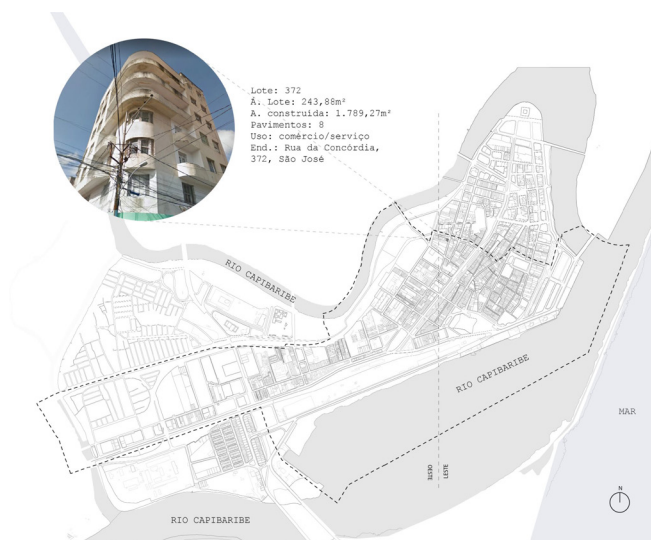 Lote: 372
Á. Lote: 243,88m²
A. construída: 1.789,27m²
Pavimentos: 8
Uso: comércio/serviço
End.: Rua da Concórdia,
372, São José
RIO CAPIBARIBE
RIO CAPIBARIBE
MAR
OESTE
LESTE
N
RIO CAPIBARIBE